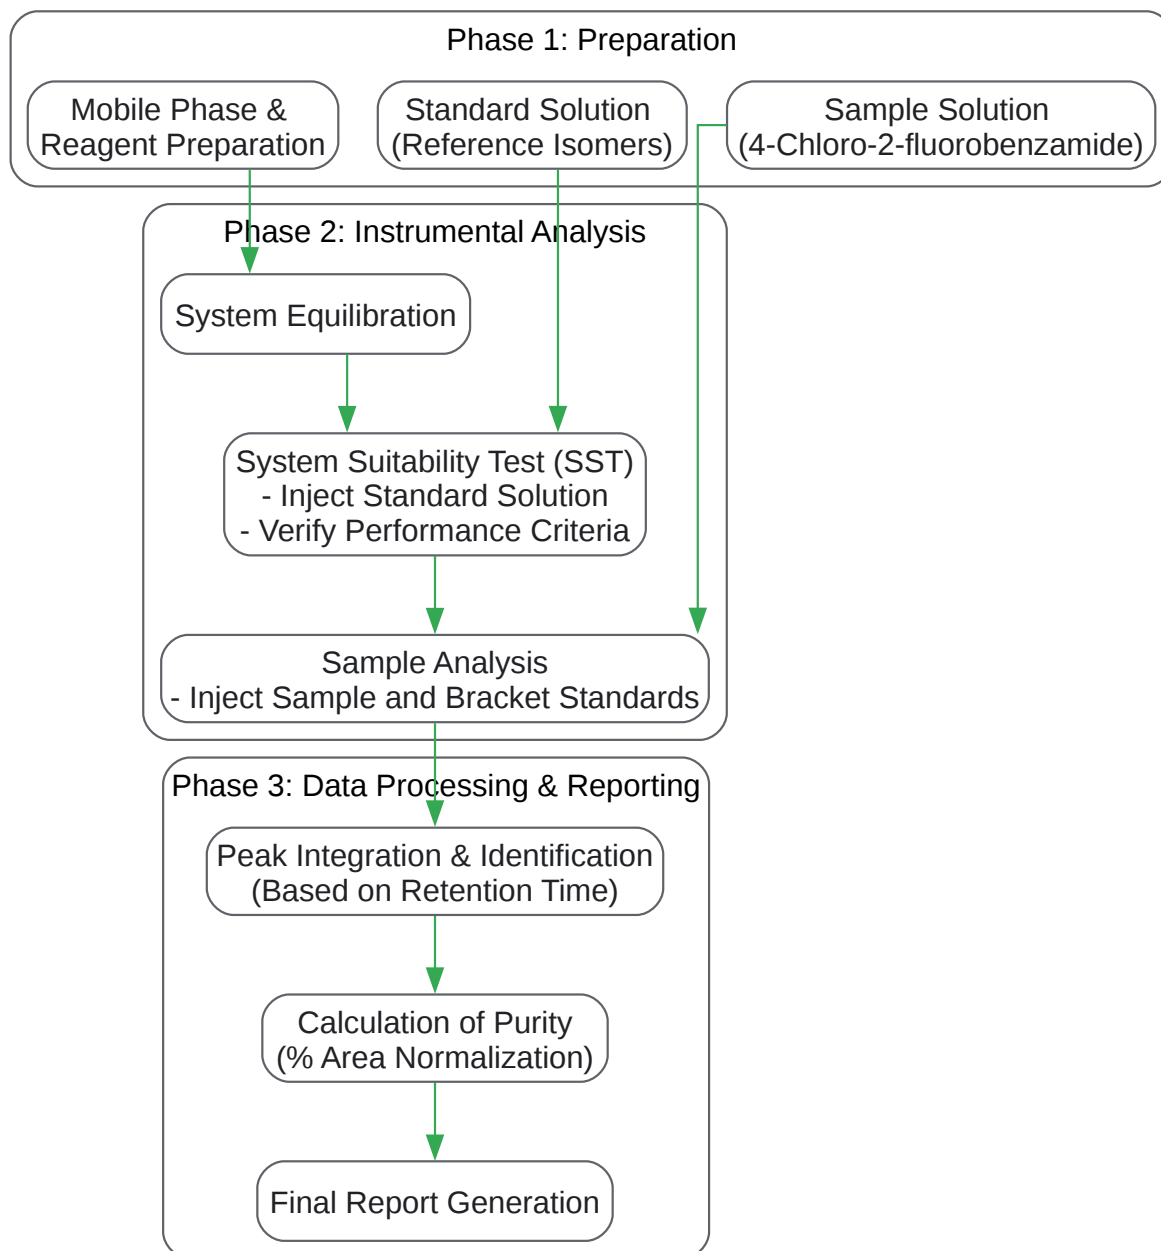 Phase 1: Preparation
Mobile Phase &
Reagent Preparation
Standard Solution
(Reference Isomers)
Sample Solution
(4-Chloro-2-fluorobenzamide)
Phase 2: Instrumental Analysis
System Equilibration
System Suitability Test (SST)
- Inject Standard Solution
- Verify Performance Criteria
Sample Analysis
- Inject Sample and Bracket Standards
Phase 3: Data Processing & Reporting
Peak Integration & Identification
(Based on Retention Time)
Calculation of Purity
(% Area Normalization)
Final Report Generation